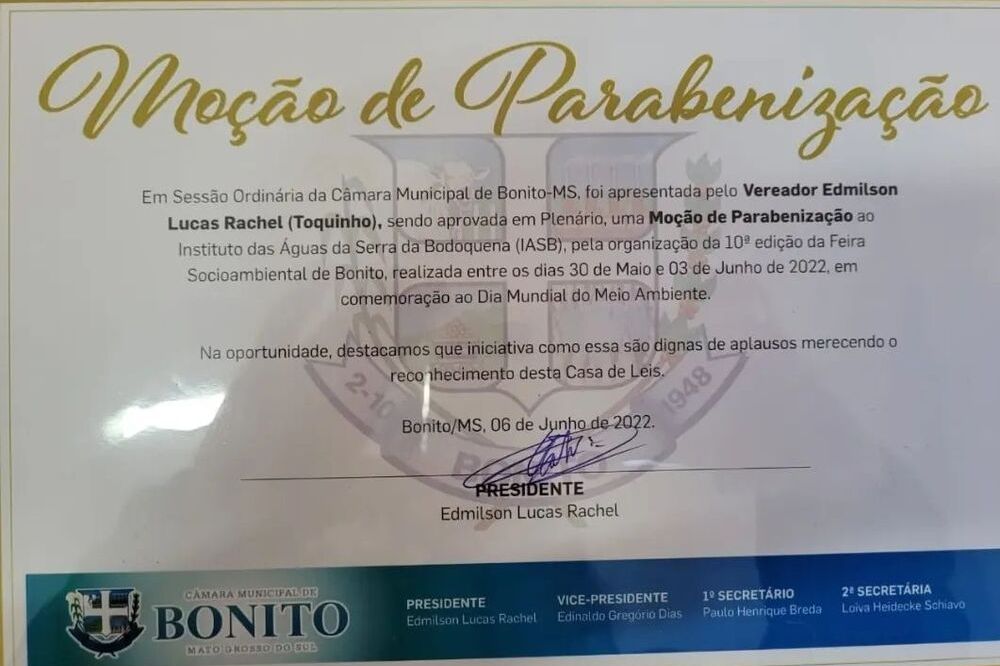 Moção de Parabenização
Em Sessão Ordinária da Câmara Municipal de Bonito-MS, foi apresentada pelo Vereador Edmilson
Lucas Rachel (Toquinho), sendo aprovada em Plenário, uma Moção de Parabenização ao
Instituto das Águas da Serra da Bodoquena (IASB), pela organização da 10ª edição da Feira
Socioambiental de Bonito, realizada entre os dias 30 de Maio e 03 de Junho de 2022, em
comemoração ao Dia Mundial do Meio Ambiente.
Na oportunidade, destacamos que iniciativa como essa são dignas de aplausos merecendo o
reconhecimento desta Casa de Leis.
2-10
1948
Bonito/MS, 06 de Junho de 2022.
PRESIDENTE
Edmilson Lucas Rachel
CÂMARA MUNICIPAL DE
BONITO
MATO GROSSO DO SUL
PRESIDENTE
Edmilson Lucas Rachel
VICE-PRESIDENTE
Edinaldo Gregório Dias
1º SECRETÁRIO
Paulo Henrique Breda
2ª SECRETÁRIA
Loiva Heidecke Schiavo